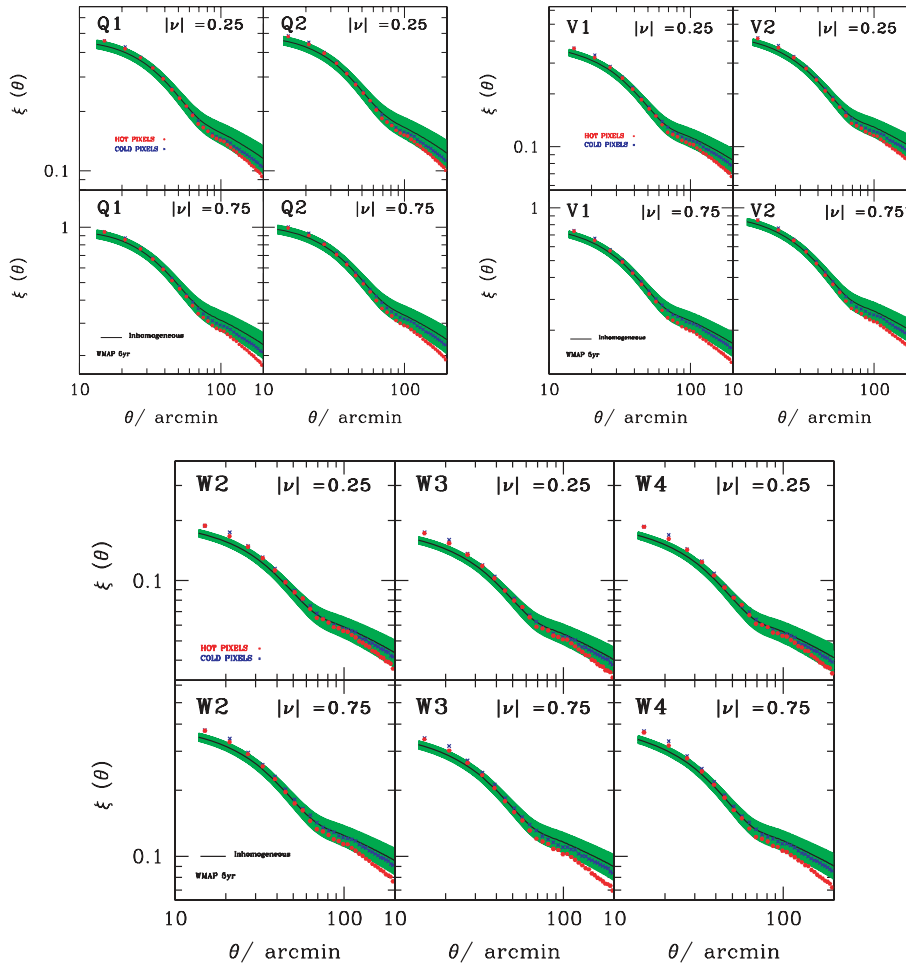 Q1 |ν| =0.25
Q2 |ν| =0.25
ξ (θ)
HOT PIXELS
COLD PIXELS
0.1
Q1 |ν| =0.75
Q2 |ν| =0.75
1
ξ (θ)
Inhomogeneous
WMAP 5yr
10 100 10 100
θ/ arcmin θ/ arcmin
V1 |ν| =0.25
V2 |ν| =0.25
ξ (θ)
HOT PIXELS
COLD PIXELS
0.1
V1 |ν| =0.75
V2 |ν| =0.75
1
ξ (θ)
Inhomogeneous
WMAP 5yr
10 100 10 100
θ/ arcmin θ/ arcmin
W2 |ν| =0.25
W3 |ν| =0.25
W4 |ν| =0.25
ξ (θ)
0.1
HOT PIXELS
COLD PIXELS
W2 |ν| =0.75
W3 |ν| =0.75
W4 |ν| =0.75
ξ (θ)
0.1
Inhomogeneous
WMAP 5yr
10 100 10 100 10 100
θ/ arcmin θ/ arcmin θ/ arcmin